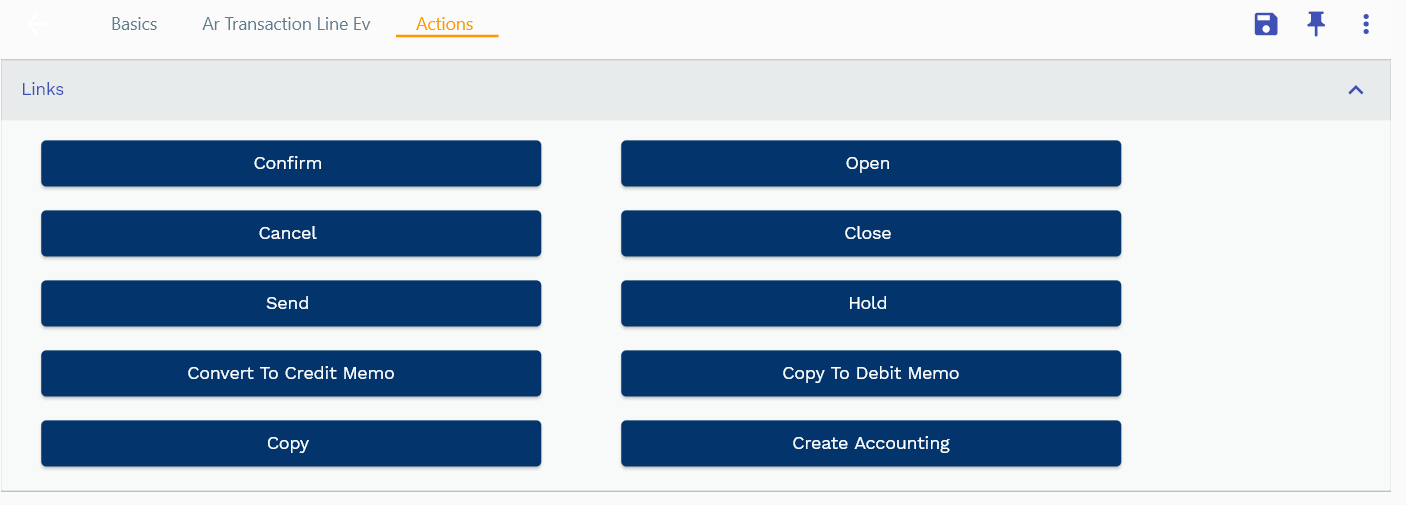 Basics Ar Transaction Line Ev Actions
Links
Confirm Open
Cancel Close
Send Hold
Convert To Credit Memo Copy To Debit Memo
Copy Create Accounting